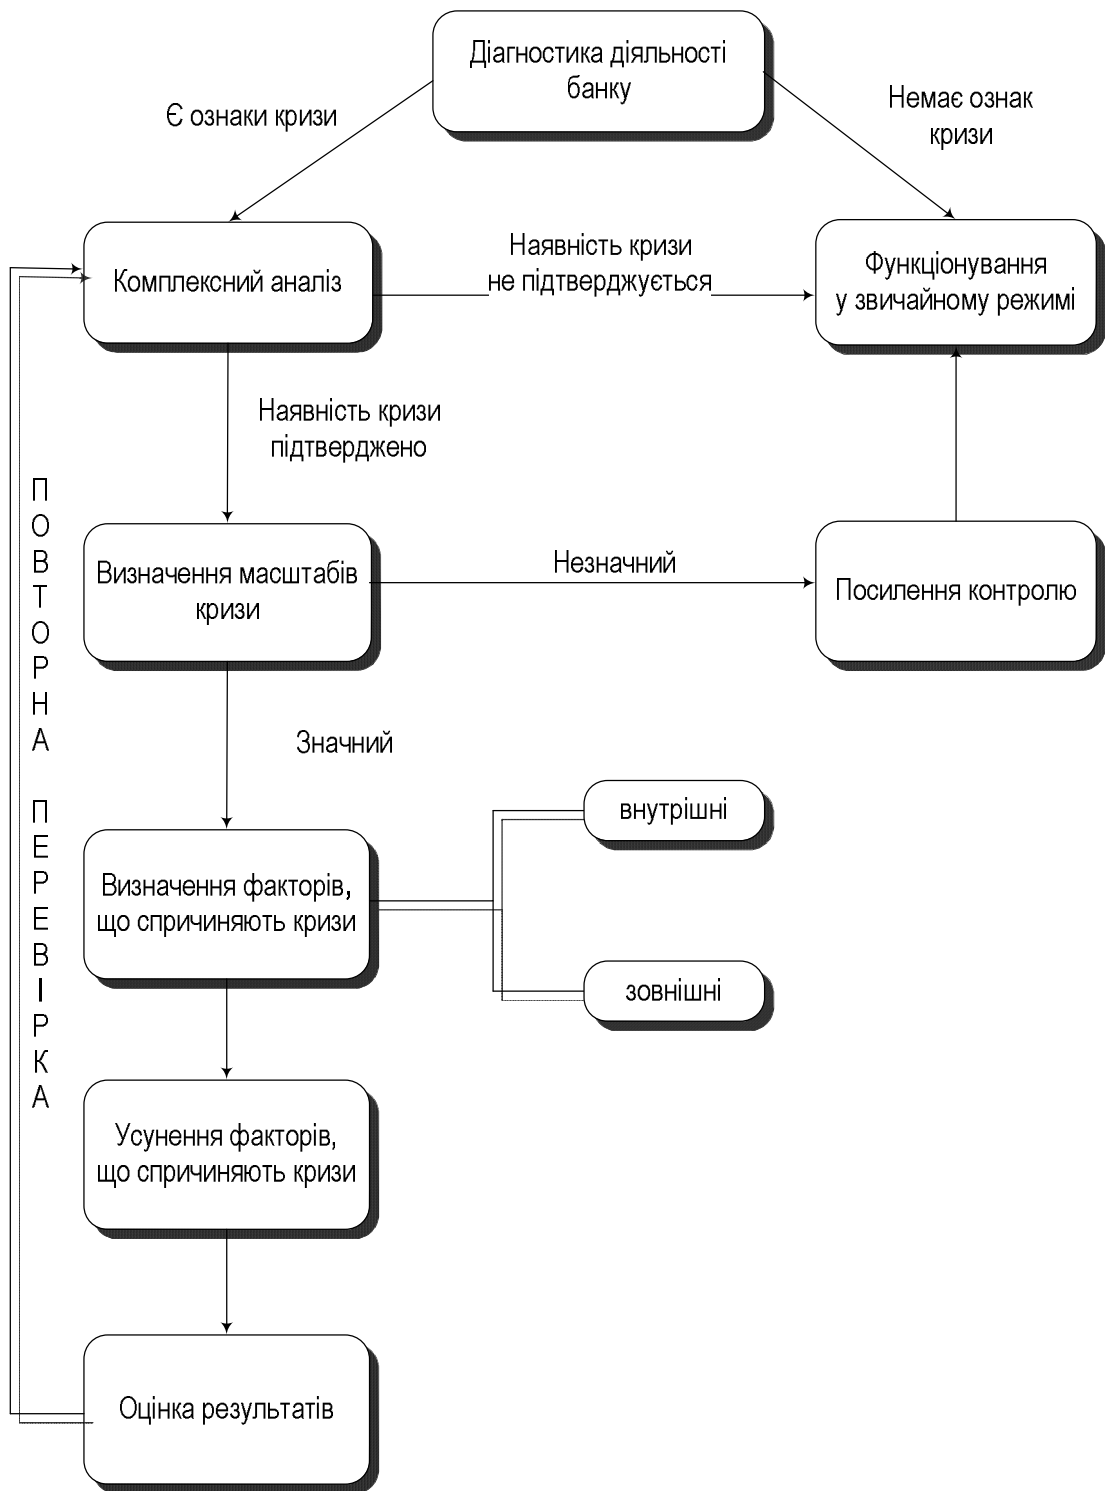 Діагностика діяльності
банку
Є ознаки кризи
Немає ознак
кризи
Комплексний аналіз
Наявність кризи
не підтверджується
Функціонування
у звичайному режимі
Наявність кризи
підтверджено
ПОВТОРНА ПЕРЕВІРКА
Визначення масштабів
кризи
Незначний
Посилення контролю
Значний
внутрішні
Визначення факторів,
що спричиняють кризи
зовнішні
Усунення факторів,
що спричиняють кризи
Оцінка результатів